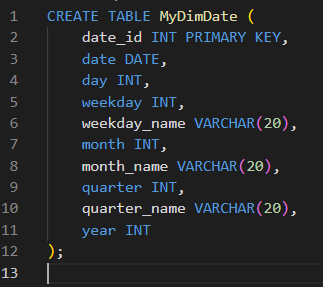 1 CREATE TABLE MyDimDate (
2     date_id INT PRIMARY KEY,
3     date DATE,
4     day INT,
5     weekday INT,
6     weekday_name VARCHAR(20),
7     month INT,
8     month_name VARCHAR(20),
9     quarter INT,
10     quarter_name VARCHAR(20),
11     year INT
12 );
13